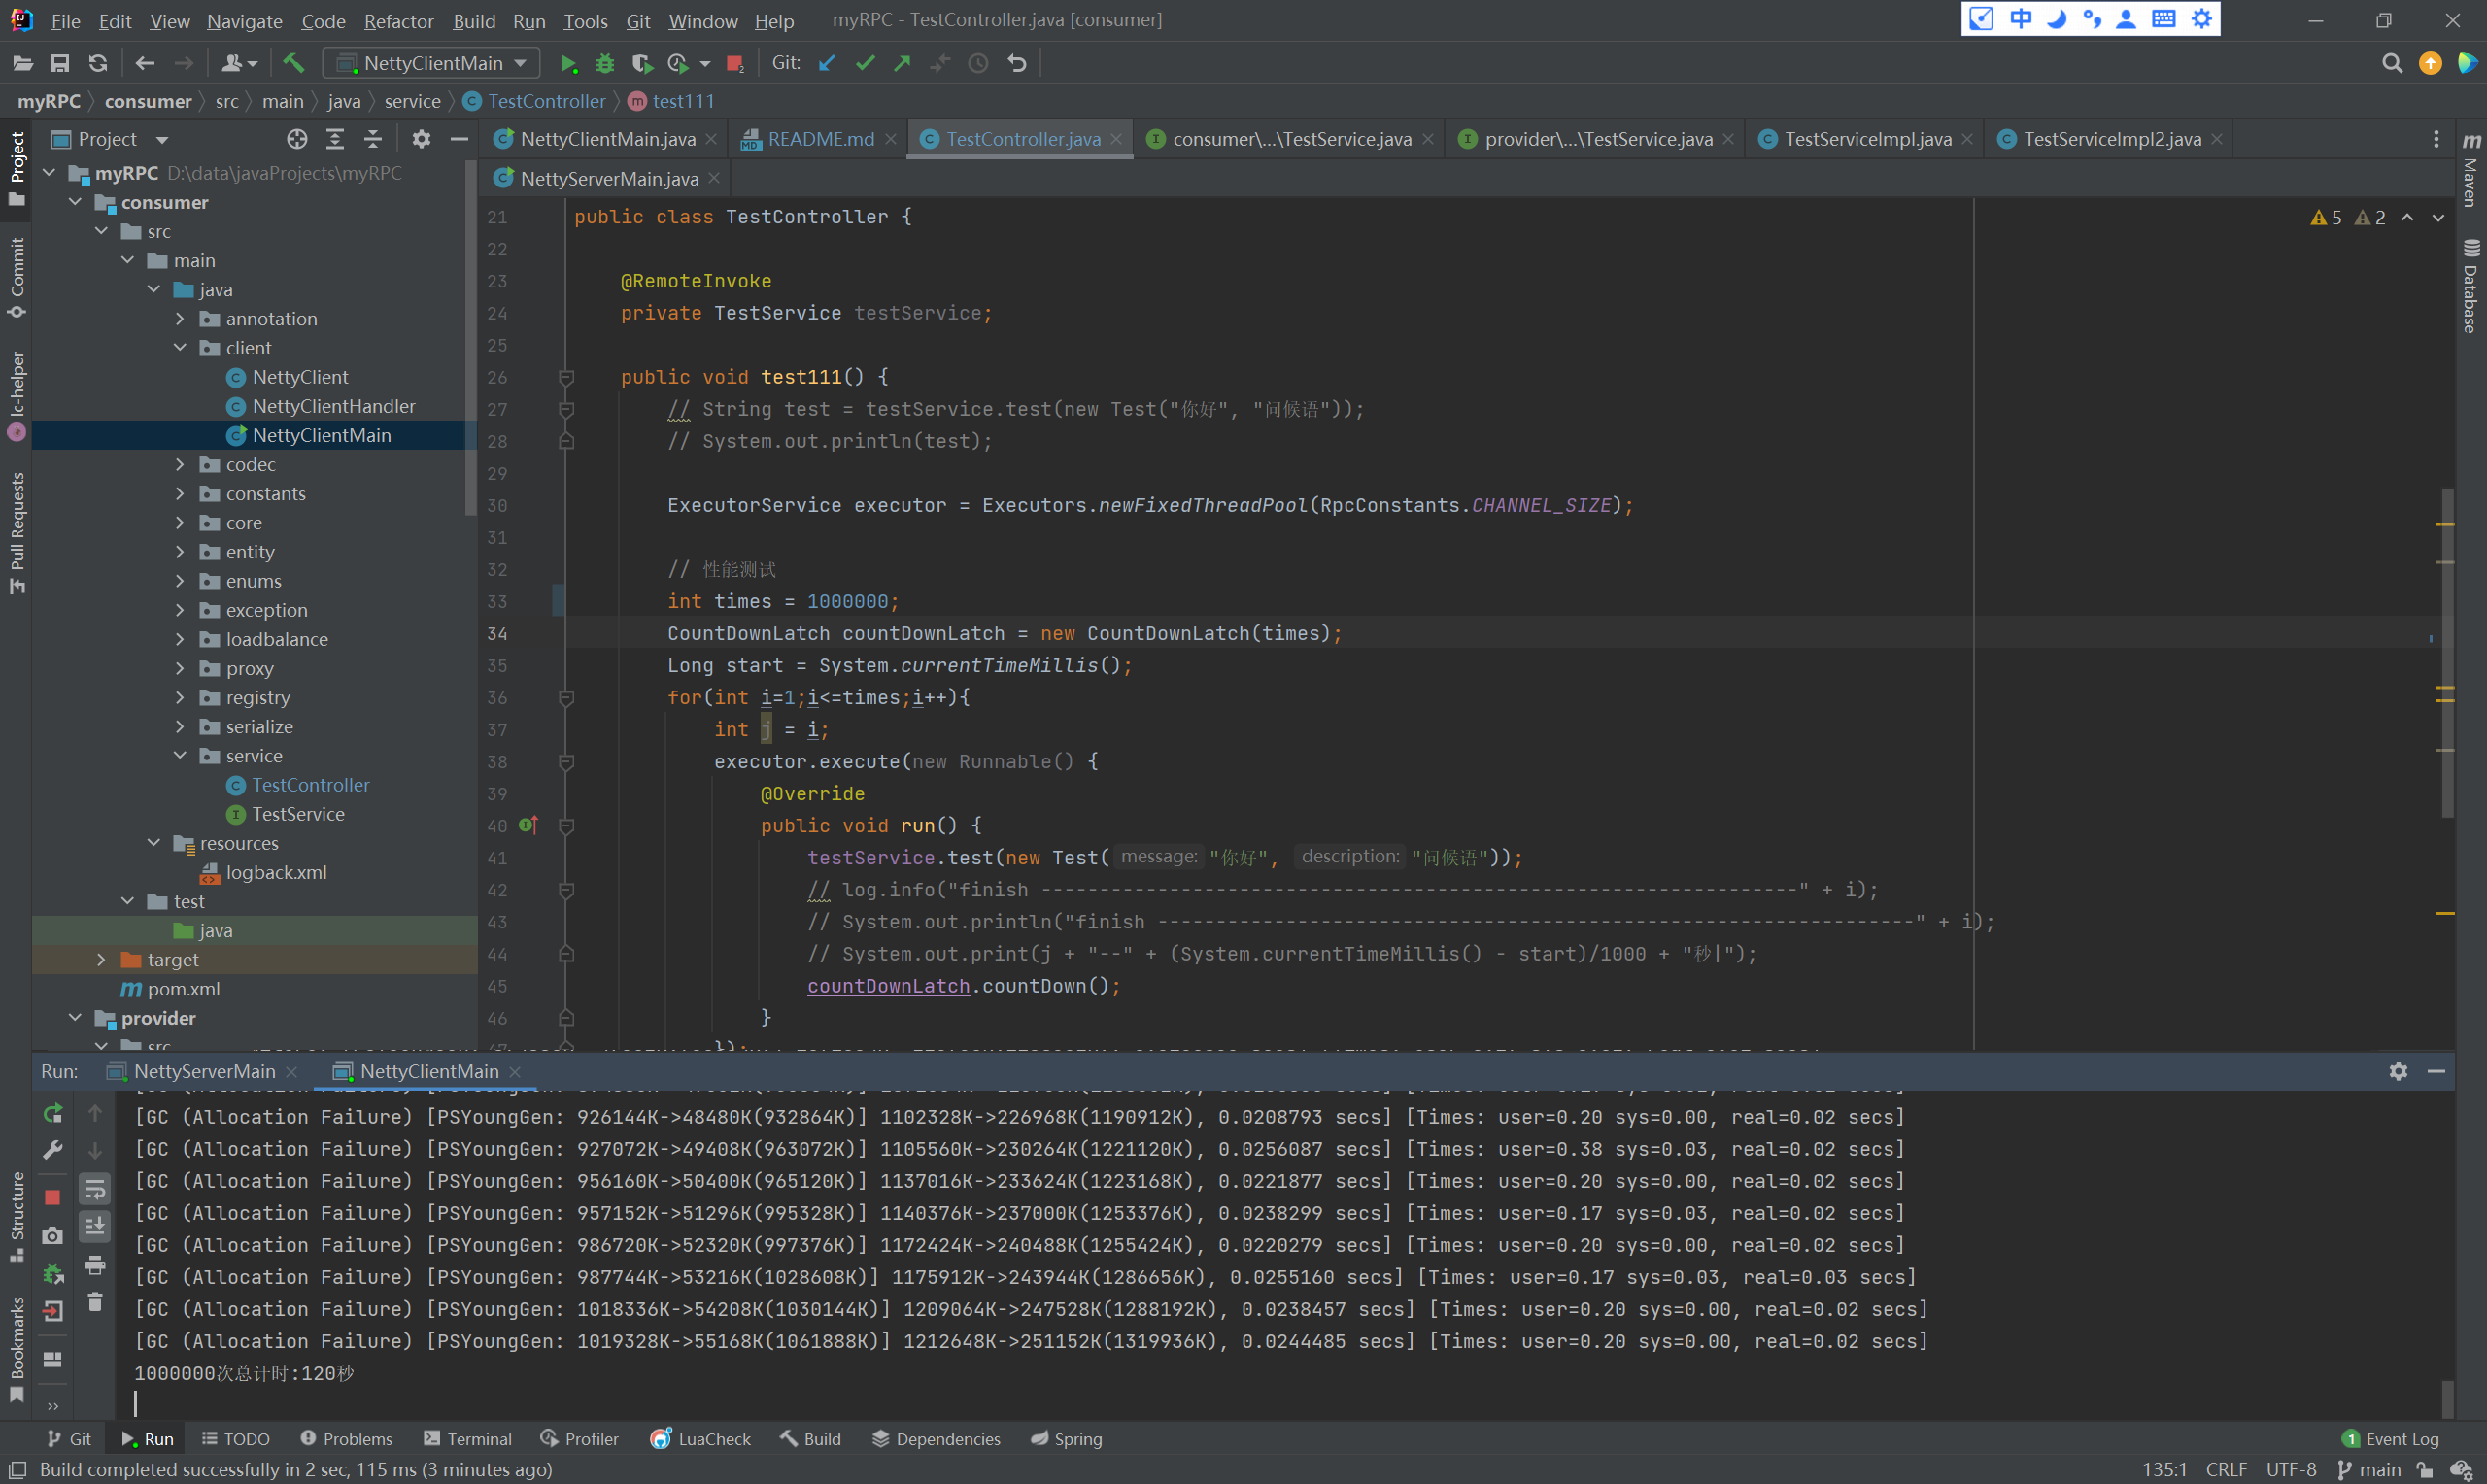 File Edit View Navigate Code Refactor Build Run Tools Git Window Help myRPC - TestController.java [consumer] 中
NettyClientMain Git:
myRPC consumer src main java service TestController test111
Project
NettyClientMain.java README.md TestController.java consumer\...\TestService.java provider\...\TestService.java TestServiceImpl.java TestServiceImpl2.java
NettyServerMain.java
Project
Commit
lc-helper
Pull Requests
Structure
Bookmarks
Maven
Database
myRPC D:\data\javaProjects\myRPC
consumer
src
main
java
annotation
client
NettyClient
NettyClientHandler
NettyClientMain
codec
constants
core
entity
enums
exception
loadbalance
proxy
registry
serialize
service
TestController
TestService
resources
logback.xml
test
java
target
pom.xml
provider
src
5 2
21 public class TestController {
22
23 @RemoteInvoke
24 private TestService testService;
25
26 public void test111() {
27 // String test = testService.test(new Test("你好", "问候语"));
28 // System.out.println(test);
29
30 ExecutorService executor = Executors.newFixedThreadPool(RpcConstants.CHANNEL_SIZE);
31
32 // 性能测试
33 int times = 1000000;
34 CountDownLatch countDownLatch = new CountDownLatch(times);
35 Long start = System.currentTimeMillis();
36 for(int i=1;i<=times;i++){
37 int j = i;
38 executor.execute(new Runnable() {
39 @Override
40 public void run() {
41 testService.test(new Test( message: "你好", description: "问候语"));
42 // log.info("finish -----------------------------------------------------------------" + i);
43 // System.out.println("finish -----------------------------------------------------------------" + i);
44 // System.out.print(j + "--" + (System.currentTimeMillis() - start)/1000 + "秒|");
45 countDownLatch.countDown();
46 }
47 });
Run: NettyServerMain NettyClientMain
[GC (Allocation Failure) [PSYoungGen: 926144K->48480K(932864K)] 1102328K->226968K(1190912K), 0.0208793 secs] [Times: user=0.20 sys=0.00, real=0.02 secs]
[GC (Allocation Failure) [PSYoungGen: 927072K->49408K(963072K)] 1105560K->230264K(1221120K), 0.0256087 secs] [Times: user=0.38 sys=0.03, real=0.02 secs]
[GC (Allocation Failure) [PSYoungGen: 956160K->50400K(965120K)] 1137016K->233624K(1223168K), 0.0221877 secs] [Times: user=0.20 sys=0.00, real=0.02 secs]
[GC (Allocation Failure) [PSYoungGen: 957152K->51296K(995328K)] 1140376K->237000K(1253376K), 0.0238299 secs] [Times: user=0.17 sys=0.03, real=0.02 secs]
[GC (Allocation Failure) [PSYoungGen: 986720K->52320K(997376K)] 1172424K->240488K(1255424K), 0.0220279 secs] [Times: user=0.20 sys=0.00, real=0.02 secs]
[GC (Allocation Failure) [PSYoungGen: 987744K->53216K(1028608K)] 1175912K->243944K(1286656K), 0.0255160 secs] [Times: user=0.17 sys=0.03, real=0.03 secs]
[GC (Allocation Failure) [PSYoungGen: 1018336K->54208K(1030144K)] 1209064K->247528K(1288192K), 0.0238457 secs] [Times: user=0.20 sys=0.00, real=0.02 secs]
[GC (Allocation Failure) [PSYoungGen: 1019328K->55168K(1061888K)] 1212648K->251152K(1319936K), 0.0244485 secs] [Times: user=0.20 sys=0.00, real=0.02 secs]
1000000次总计时:120秒
Git Run TODO Problems Terminal Profiler LuaCheck Build Dependencies Spring 1 Event Log
Build completed successfully in 2 sec, 115 ms (3 minutes ago) 135:1 CRLF UTF-8 main